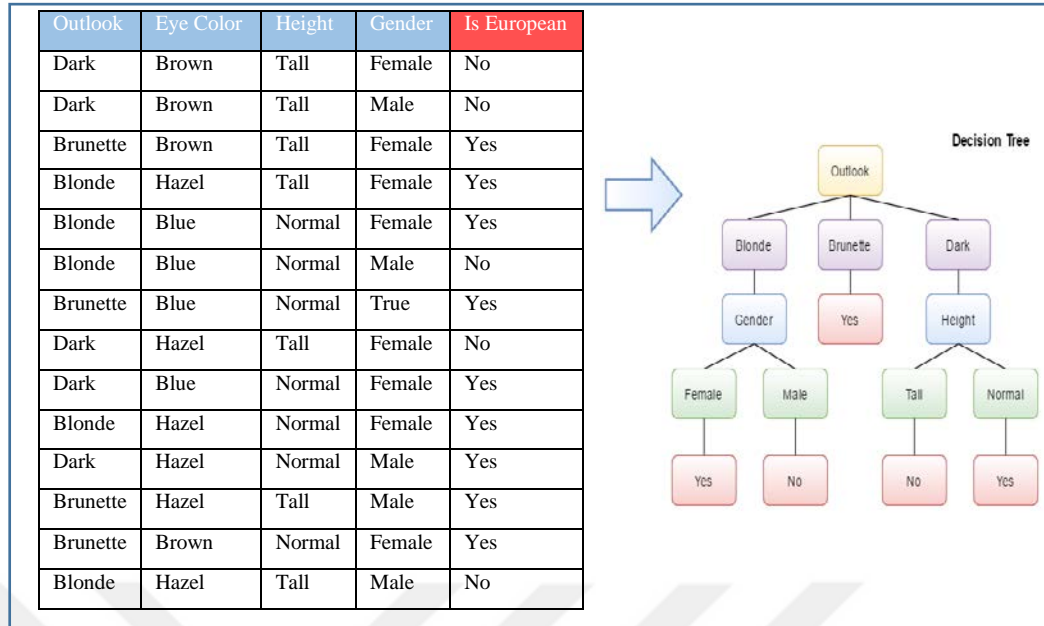 Outlook Eye Color Height Gender Is European
Dark Brown Tall Female No
Dark Brown Tall Male No
Brunette Brown Tall Female Yes
Blonde Hazel Tall Female Yes
Blonde Blue Normal Female Yes
Blonde Blue Normal Male No
Brunette Blue Normal True Yes
Dark Hazel Tall Female No
Dark Blue Normal Female Yes
Blonde Hazel Normal Female Yes
Dark Hazel Normal Male Yes
Brunette Hazel Tall Male Yes
Brunette Brown Normal Female Yes
Blonde Hazel Tall Male No
Decision Tree
Outlook
Blonde Brunette Dark
Gender Yes Height
Female Male Tall Normal
Yes No No Yes